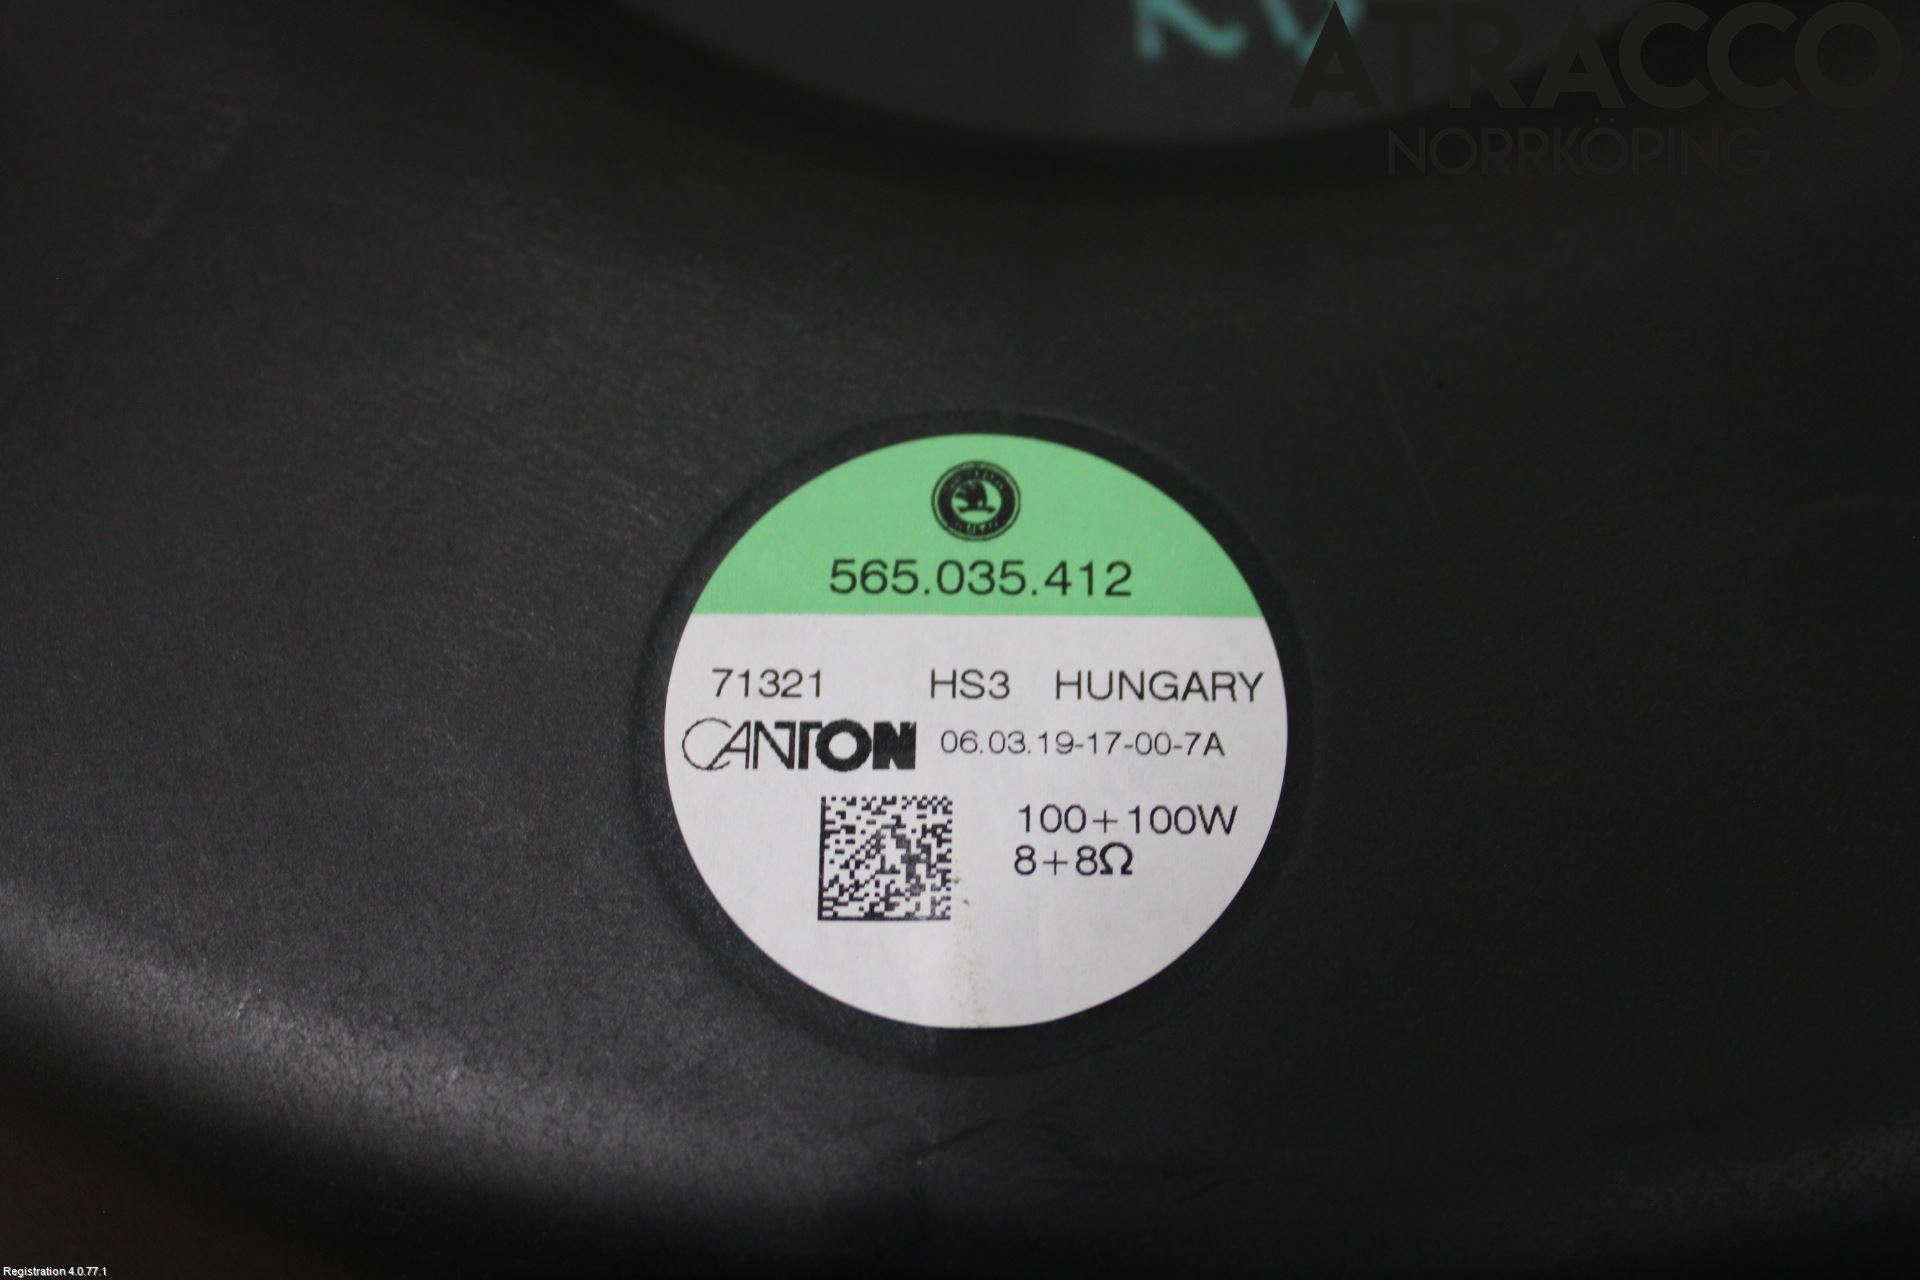 ATRACCO
NORRKÖPING
565.035.412
71321 HS3 HUNGARY
CANTON 06.03.19-17-00-7A
100+100W
8+8Ω
Registration 4.0.77.1